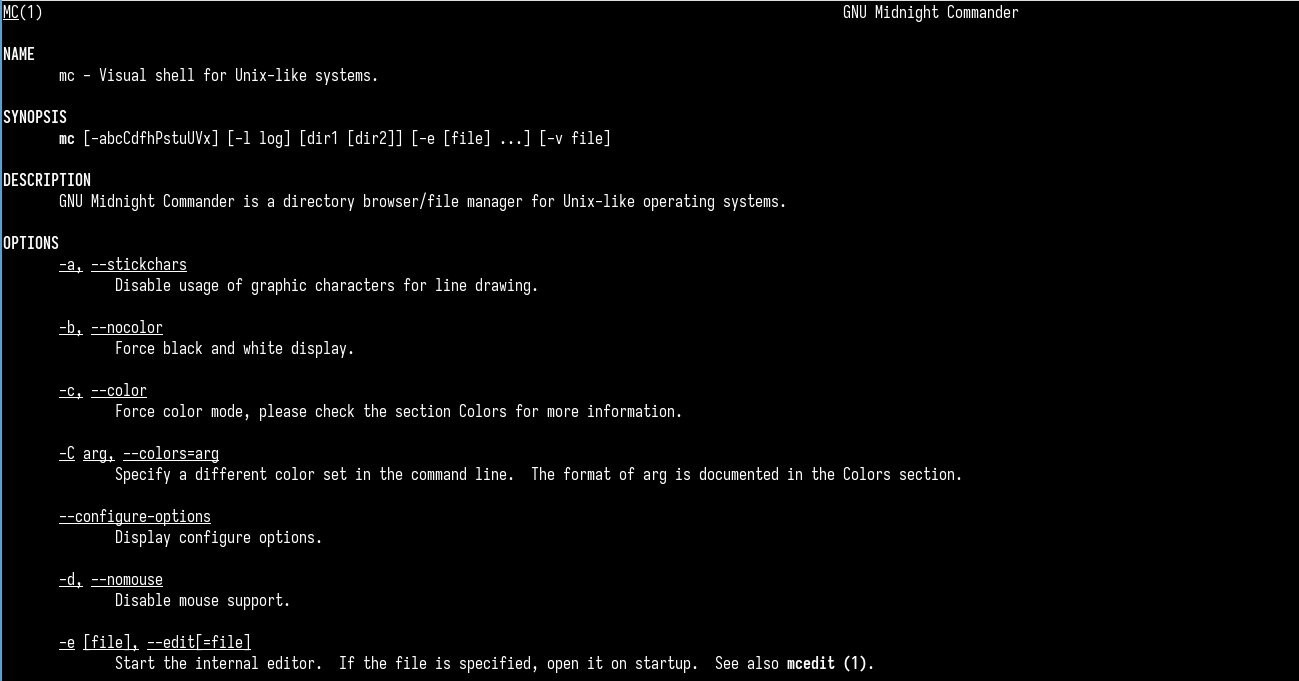 MC(1) GNU Midnight Commander
NAME
mc - Visual shell for Unix-like systems.
SYNOPSIS
mc [-abcCdfhPstuUVx] [-l log] [dir1 [dir2]] [-e [file] ...] [-v file]
DESCRIPTION
GNU Midnight Commander is a directory browser/file manager for Unix-like operating systems.
OPTIONS
-a, --stickchars
Disable usage of graphic characters for line drawing.
-b, --nocolor
Force black and white display.
-c, --color
Force color mode, please check the section Colors for more information.
-C arg, --colors=arg
Specify a different color set in the command line.  The format of arg is documented in the Colors section.
--configure-options
Display configure options.
-d, --nomouse
Disable mouse support.
-e [file], --edit[=file]
Start the internal editor.  If the file is specified, open it on startup.  See also mcedit (1).